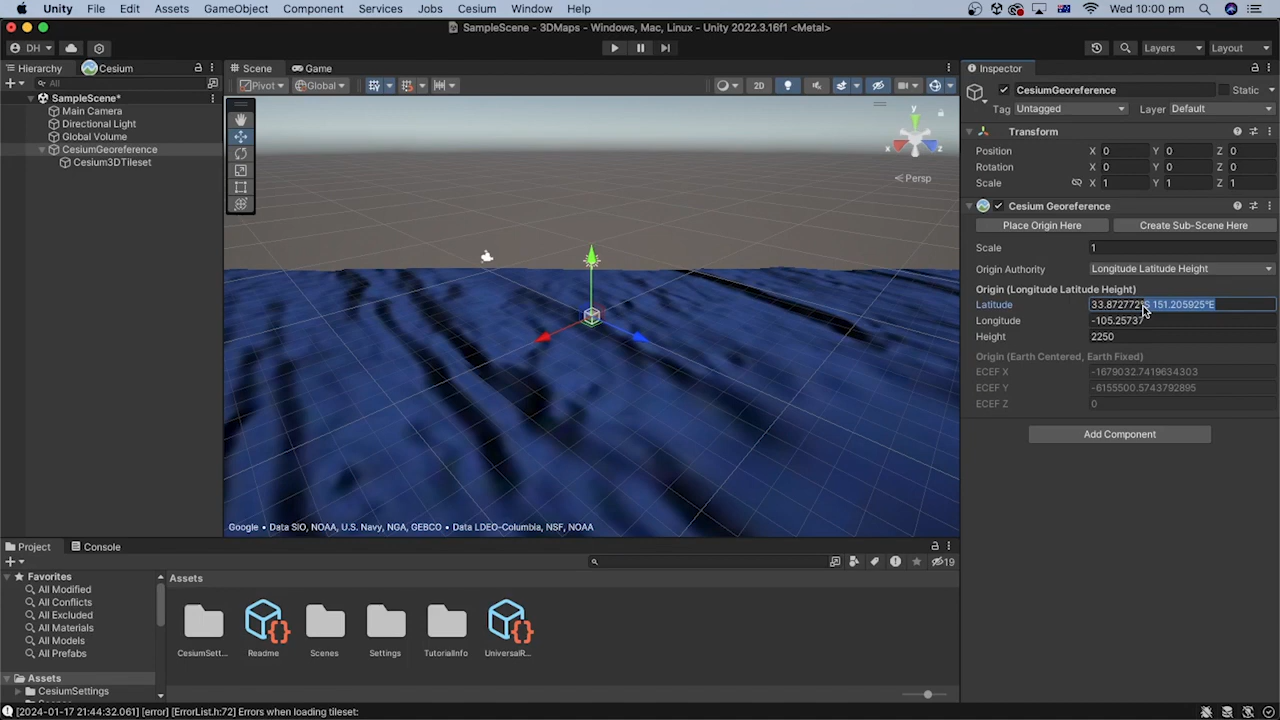 Unity File Edit Assets GameObject Component Services Jobs Cesium Window Help Wed 10:00 pm
SampleScene - 3DMaps - Windows, Mac, Linux - Unity 2022.3.16f1 <Metal>
DH Layers Layout
Hierarchy Cesium
All
SampleScene*
Main Camera
Directional Light
Global Volume
CesiumGeoreference
Cesium3DTileset
Scene Game
Pivot Global 2D
y
x
z
Persp
Google • Data SIO, NOAA, U.S. Navy, NGA, GEBCO • Data LDEO-Columbia, NSF, NOAA
Inspector
CesiumGeoreference Static
Tag Untagged Layer Default
Transform
Position X 0 Y 0 Z 0
Rotation X 0 Y 0 Z 0
Scale X 1 Y 1 Z 1
Cesium Georeference
Place Origin Here Create Sub-Scene Here
Scale 1
Origin Authority Longitude Latitude Height
Origin (Longitude Latitude Height)
Latitude 33.872772°S 151.205925°E
Longitude -105.25737
Height 2250
Origin (Earth Centered, Earth Fixed)
ECEF X -1679032.7419634303
ECEF Y -6155500.5743792895
ECEF Z 0
Add Component
Project Console
19
Favorites
All Modified
All Conflicts
All Excluded
All Materials
All Models
All Prefabs
Assets
CesiumSettings
Assets
CesiumSett... Readme Scenes Settings TutorialInfo UniversalR...
[2024-01-17 21:44:32.061] [error] [ErrorList.h:72] Errors when loading tileset: